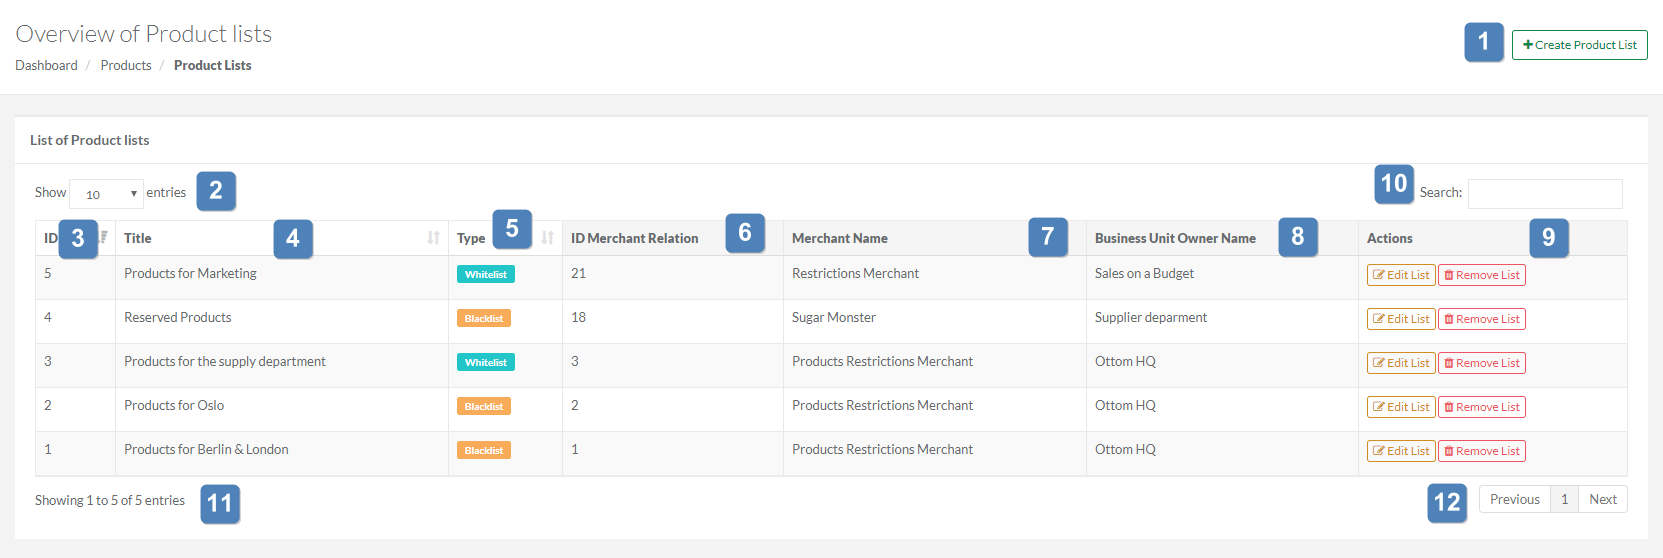 Overview of Product lists
1 Create Product List
Dashboard / Products / Product Lists
List of Product lists
Show 10 entries 2 10 Search:
ID 3 Title 4 Type 5 ID Merchant Relation 6 Merchant Name 7 Business Unit Owner Name 8 Actions 9
5 Products for Marketing Whitelist 21 Restrictions Merchant Sales on a Budget Edit List Remove List
4 Reserved Products Blacklist 18 Sugar Monster Supplier deparment Edit List Remove List
3 Products for the supply department Whitelist 3 Products Restrictions Merchant Ottom HQ Edit List Remove List
2 Products for Oslo Blacklist 2 Products Restrictions Merchant Ottom HQ Edit List Remove List
1 Products for Berlin & London Blacklist 1 Products Restrictions Merchant Ottom HQ Edit List Remove List
Showing 1 to 5 of 5 entries 11 12 Previous 1 Next